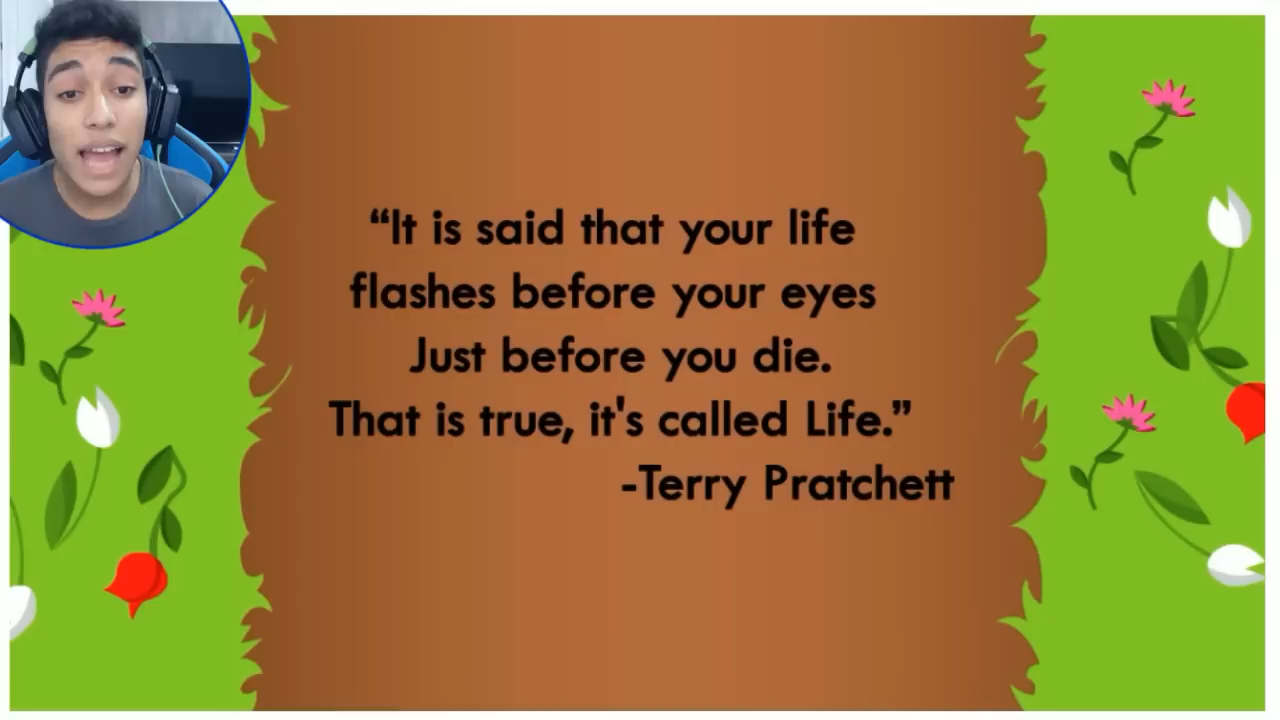 “It is said that your life
flashes before your eyes
Just before you die.
That is true, it's called Life.”
-Terry Pratchett